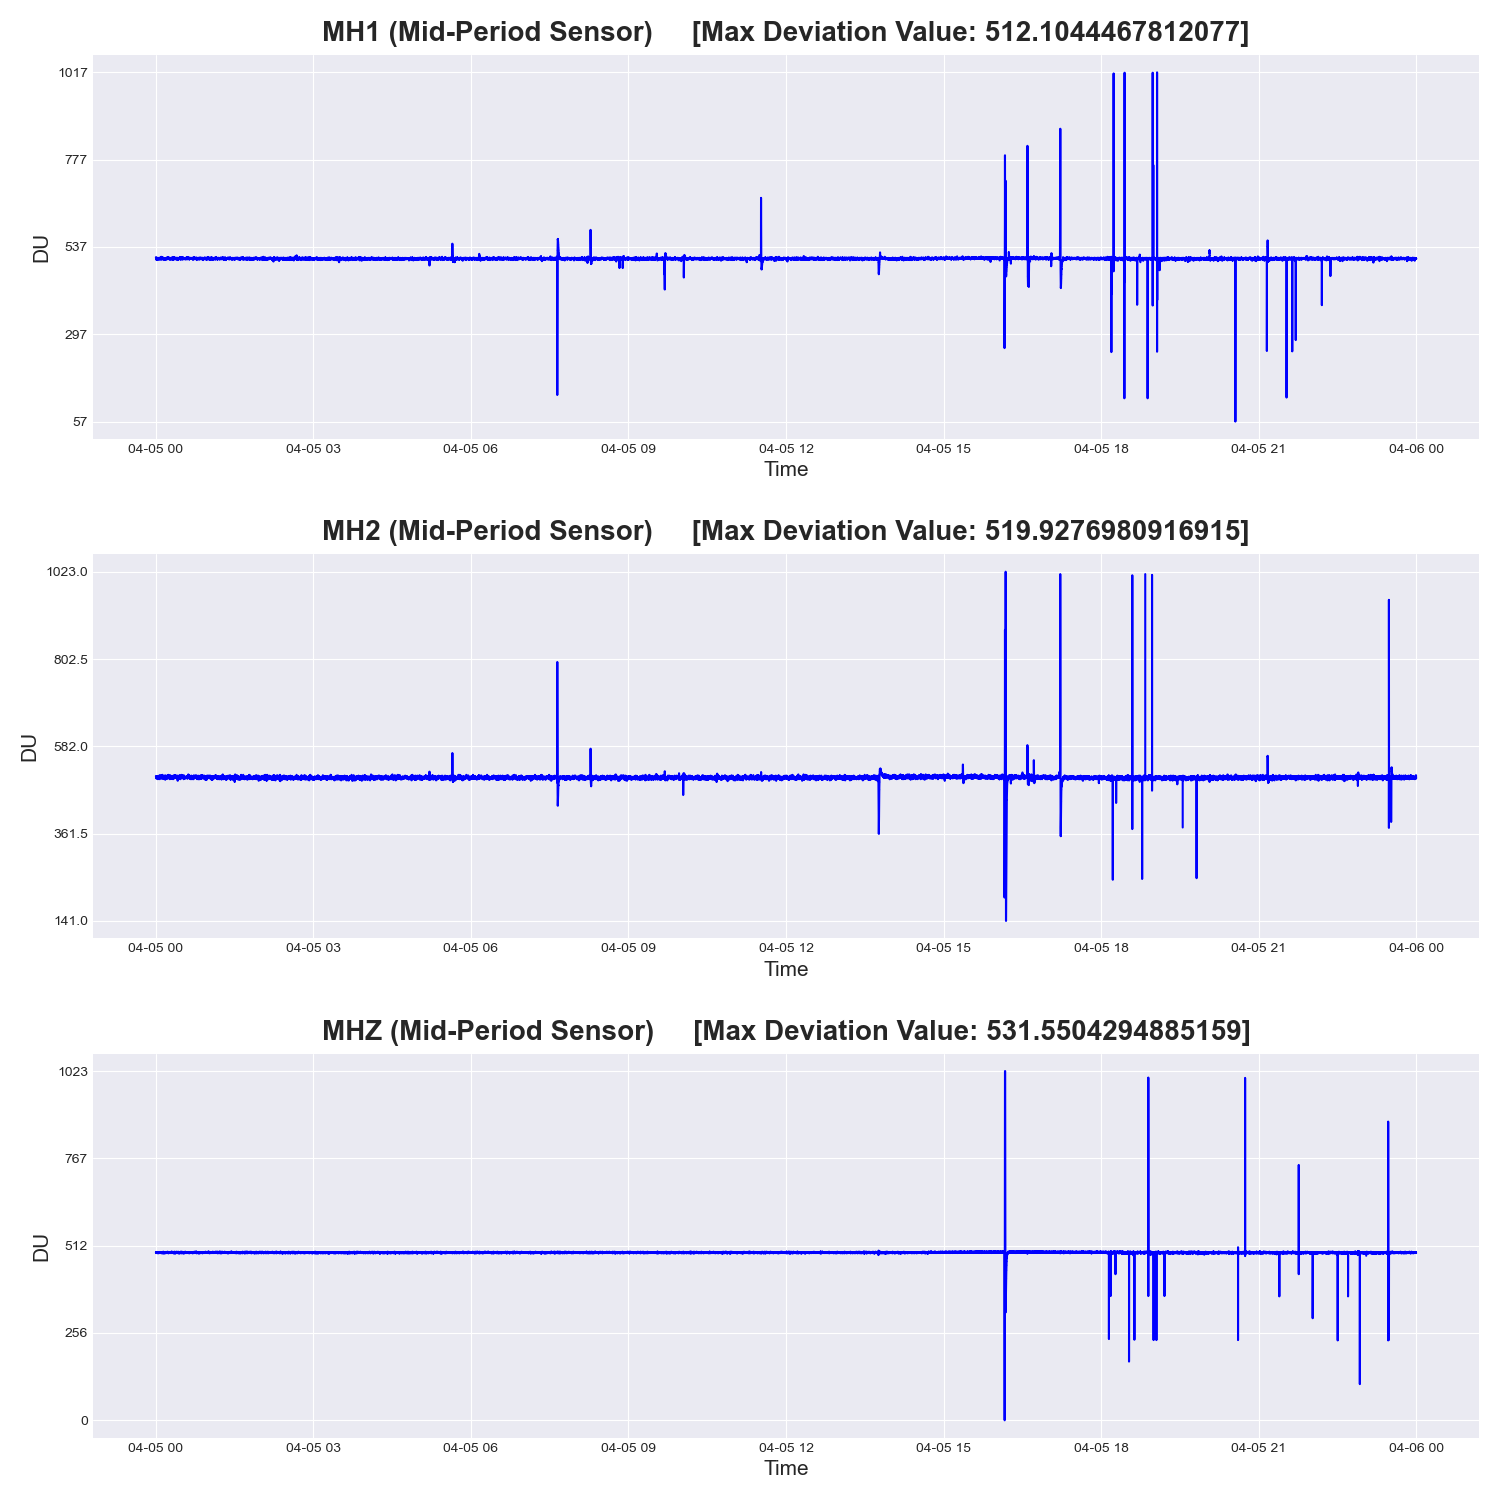 MH1 (Mid-Period Sensor) [Max Deviation Value: 512.1044467812077]
1017
777
537
297
57
DU
04-05 00 04-05 03 04-05 06 04-05 09 04-05 12 04-05 15 04-05 18 04-05 21 04-06 00
Time
MH2 (Mid-Period Sensor) [Max Deviation Value: 519.9276980916915]
1023.0
802.5
582.0
361.5
141.0
DU
04-05 00 04-05 03 04-05 06 04-05 09 04-05 12 04-05 15 04-05 18 04-05 21 04-06 00
Time
MHZ (Mid-Period Sensor) [Max Deviation Value: 531.5504294885159]
1023
767
512
256
0
DU
04-05 00 04-05 03 04-05 06 04-05 09 04-05 12 04-05 15 04-05 18 04-05 21 04-06 00
Time